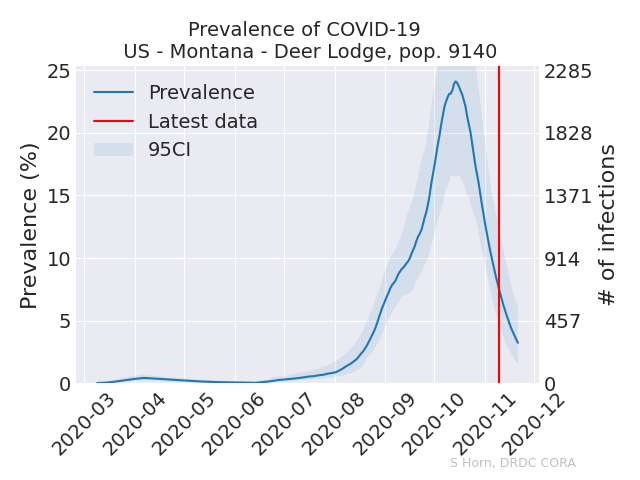 Prevalence of COVID-19
US - Montana - Deer Lodge, pop. 9140
Prevalence
Latest data
95CI
Prevalence (%)
25
20
15
10
5
0
2285
1828
1371
914
457
0
# of infections
2020-03
2020-04
2020-05
2020-06
2020-07
2020-08
2020-09
2020-10
2020-11
2020-12
S Horn, DRDC CORA